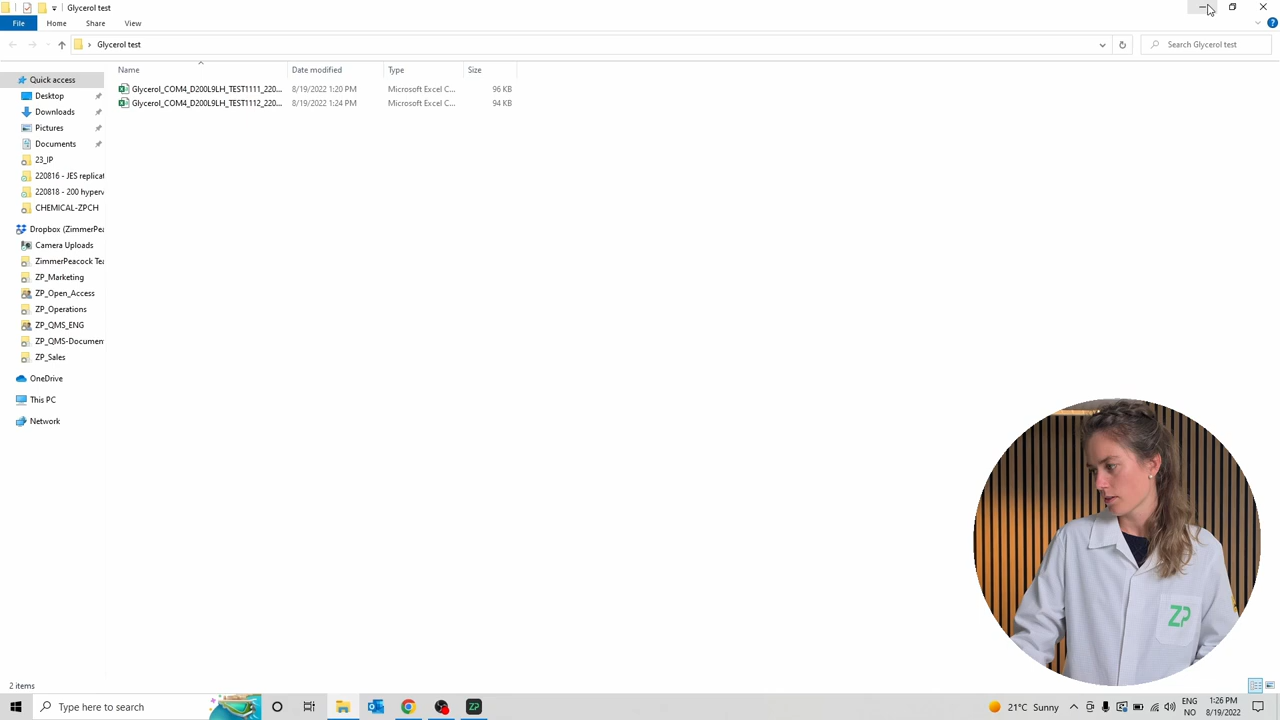 Glycerol test
File Home Share View
Glycerol test
Search Glycerol test
Name Date modified Type Size
Quick access
Glycerol_COM4_D200L9LH_TEST1111_220... 8/19/2022 1:20 PM Microsoft Excel C... 96 KB
Desktop
Glycerol_COM4_D200L9LH_TEST1112_220... 8/19/2022 1:24 PM Microsoft Excel C... 94 KB
Downloads
Pictures
Documents
23_IP
220816 - JES replicat
220818 - 200 hyperv
CHEMICAL-ZPCH
Dropbox (ZimmerPea
Camera Uploads
ZimmerPeacock Tea
ZP_Marketing
ZP_Open_Access
ZP_Operations
ZP_QMS_ENG
ZP_QMS-Documen
ZP_Sales
OneDrive
This PC
Network
ZP
2 items
Type here to search
ZP
21°C Sunny
ENG
NO
1:26 PM
8/19/2022